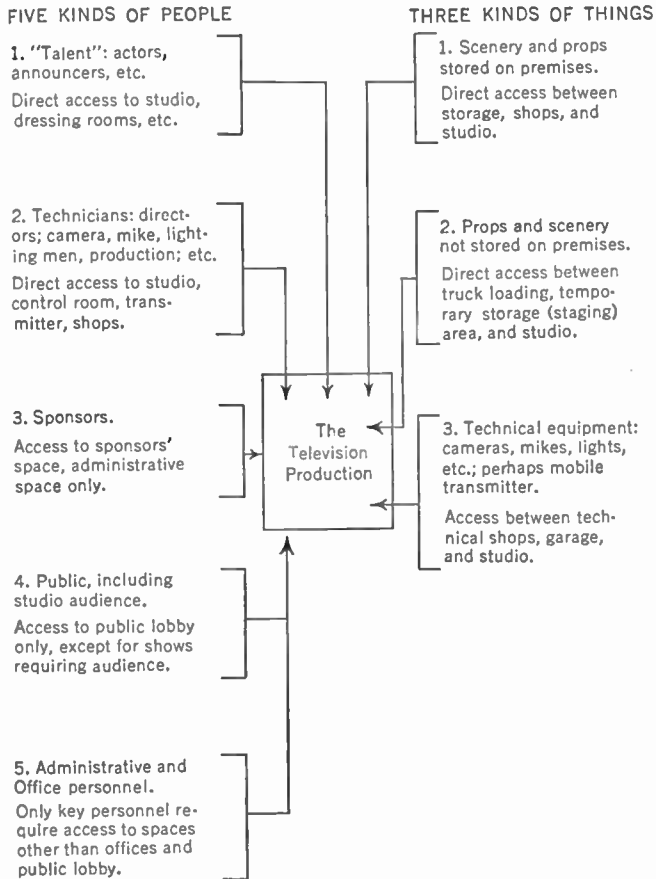 FIVE KINDS OF PEOPLE
1. "Talent": actors,
announcers, etc.
Direct access to studio,
dressing rooms, etc.
2. Technicians: direct-
ors; camera, mike, light-
ing men, production; etc.
Direct access to studio,
control room, trans-
mitter, shops.
3. Sponsors.
Access to sponsors'
space, administrative
space only.
4. Public, including
studio audience.
Access to public lobby
only, except for shows
requiring audience.
5. Administrative and
Office personnel.
Only key personnel re-
quire access to spaces
other than offices and
public lobby.
The
Television
Production
THREE KINDS OF THINGS
1. Scenery and props
stored on premises.
Direct access between
storage, shops, and
studio.
2. Props and scenery
not stored on premises.
Direct access between
truck loading, tempo-
rary storage (staging)
area, and studio.
3. Technical equipment:
cameras, mikes, lights,
etc.; perhaps mobile
transmitter.
Access between tech-
nical shops, garage,
and studio.